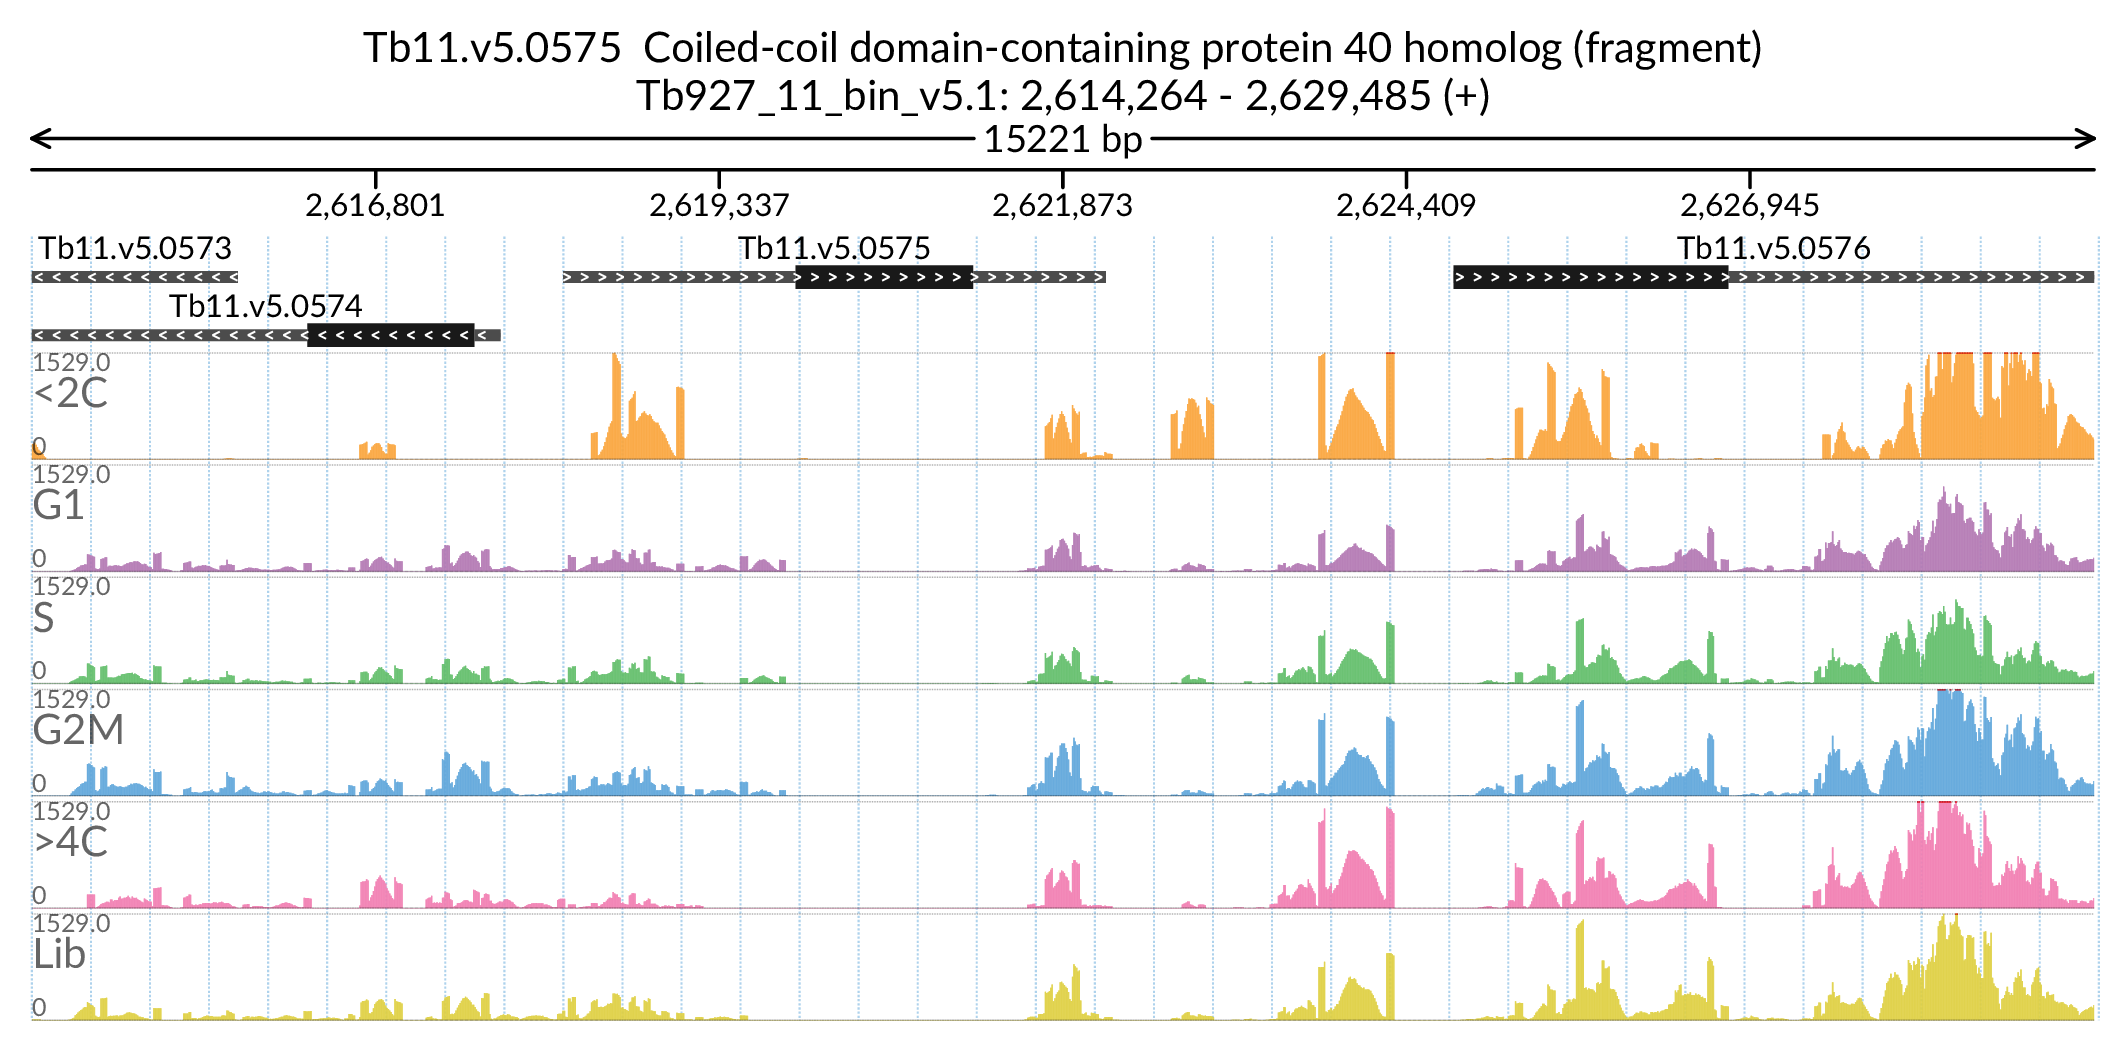 Tb11.v5.0575  Coiled-coil domain-containing protein 40 homolog (fragment)
Tb927_11_bin_v5.1: 2,614,264 - 2,629,485 (+)
15221 bp
2,616,801 2,619,337 2,621,873 2,624,409 2,626,945
Tb11.v5.0573 Tb11.v5.0575 Tb11.v5.0576
Tb11.v5.0574
1529.0
<2C
0
1529.0
G1
0
1529.0
S
0
1529.0
G2M
0
1529.0
>4C
0
1529.0
Lib
0